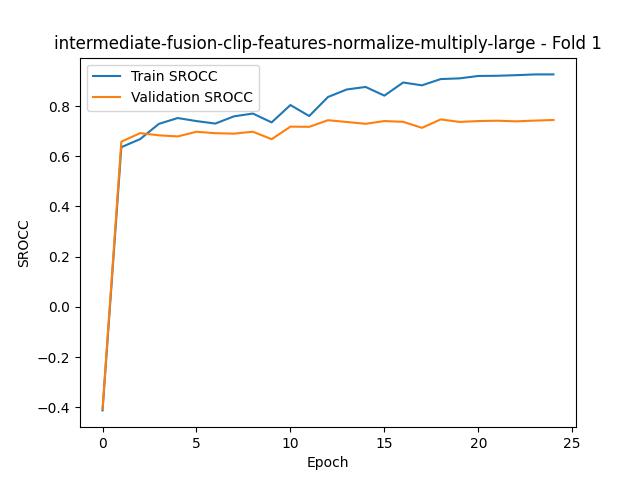 intermediate-fusion-clip-features-normalize-multiply-large - Fold 1
Train SROCC
Validation SROCC
0.8
0.6
0.4
0.2
0.0
−0.2
−0.4
SROCC
0 5 10 15 20 25
Epoch